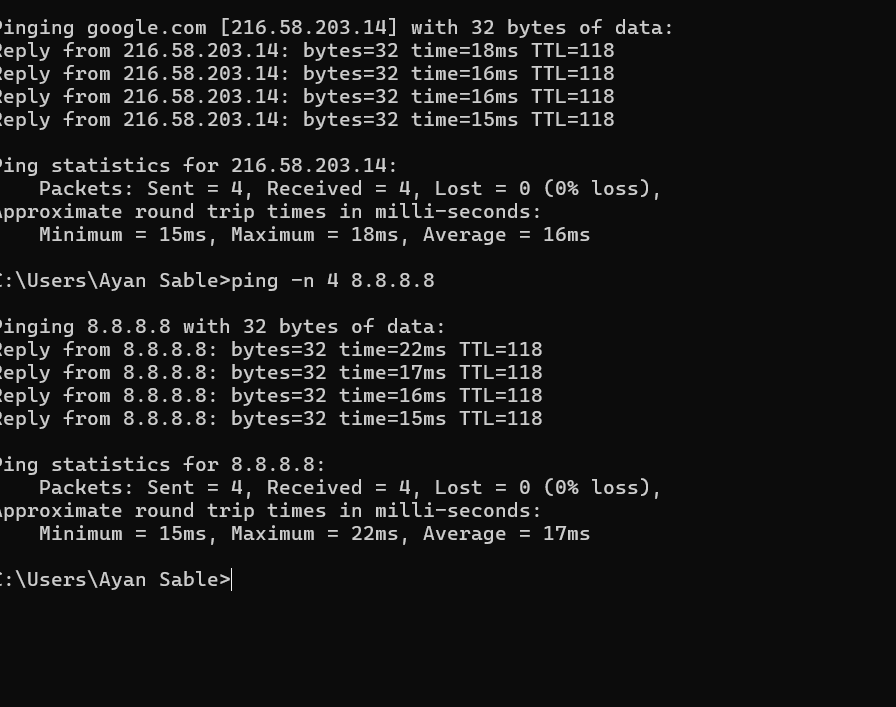 Pinging google.com [216.58.203.14] with 32 bytes of data:
Reply from 216.58.203.14: bytes=32 time=18ms TTL=118
Reply from 216.58.203.14: bytes=32 time=16ms TTL=118
Reply from 216.58.203.14: bytes=32 time=16ms TTL=118
Reply from 216.58.203.14: bytes=32 time=15ms TTL=118
Ping statistics for 216.58.203.14:
Packets: Sent = 4, Received = 4, Lost = 0 (0% loss),
Approximate round trip times in milli-seconds:
Minimum = 15ms, Maximum = 18ms, Average = 16ms
C:\Users\Ayan Sable>ping -n 4 8.8.8.8
Pinging 8.8.8.8 with 32 bytes of data:
Reply from 8.8.8.8: bytes=32 time=22ms TTL=118
Reply from 8.8.8.8: bytes=32 time=17ms TTL=118
Reply from 8.8.8.8: bytes=32 time=16ms TTL=118
Reply from 8.8.8.8: bytes=32 time=15ms TTL=118
Ping statistics for 8.8.8.8:
Packets: Sent = 4, Received = 4, Lost = 0 (0% loss),
Approximate round trip times in milli-seconds:
Minimum = 15ms, Maximum = 22ms, Average = 17ms
C:\Users\Ayan Sable>